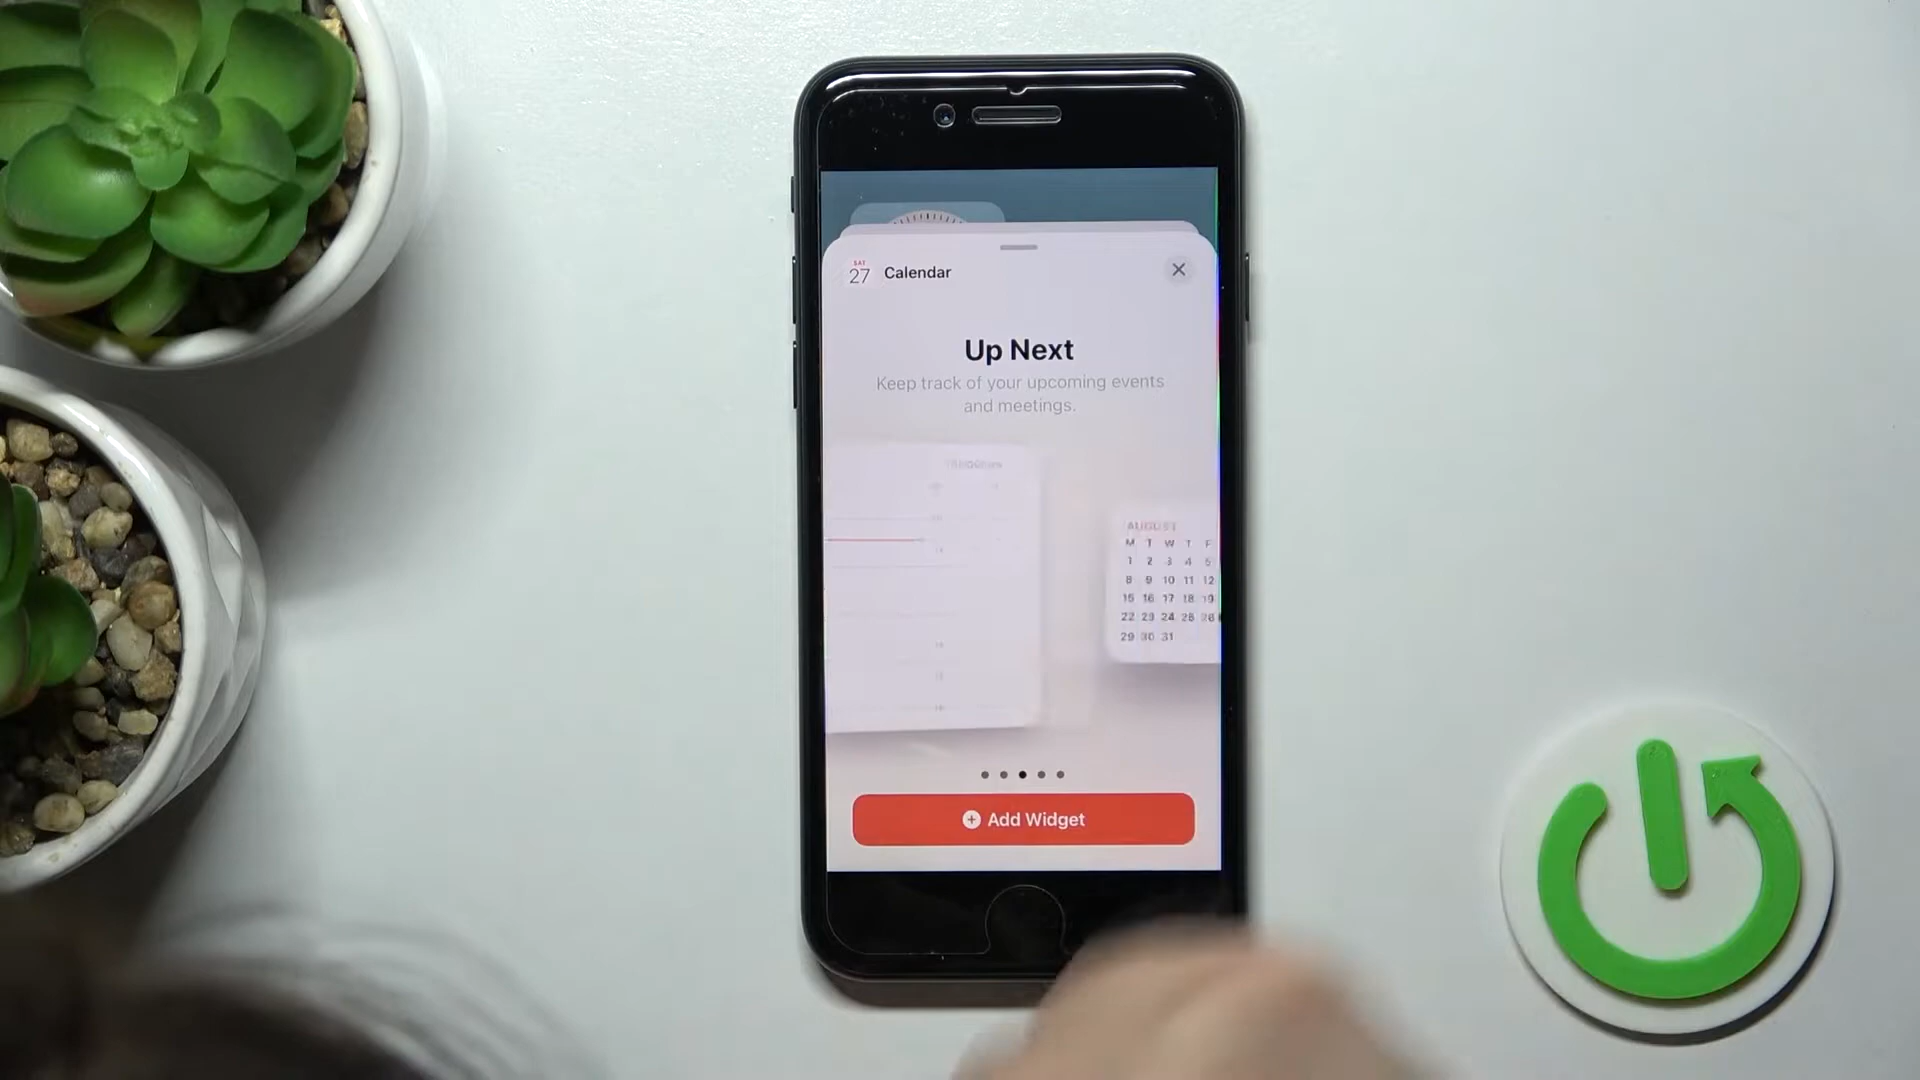 SAT
27
Calendar
Up Next
Keep track of your upcoming events
and meetings.
AUGUST
M T W T F
1 2 3 4 5
8 9 10 11 12
15 16 17 18 19
22 23 24 25 26
29 30 31
Add Widget